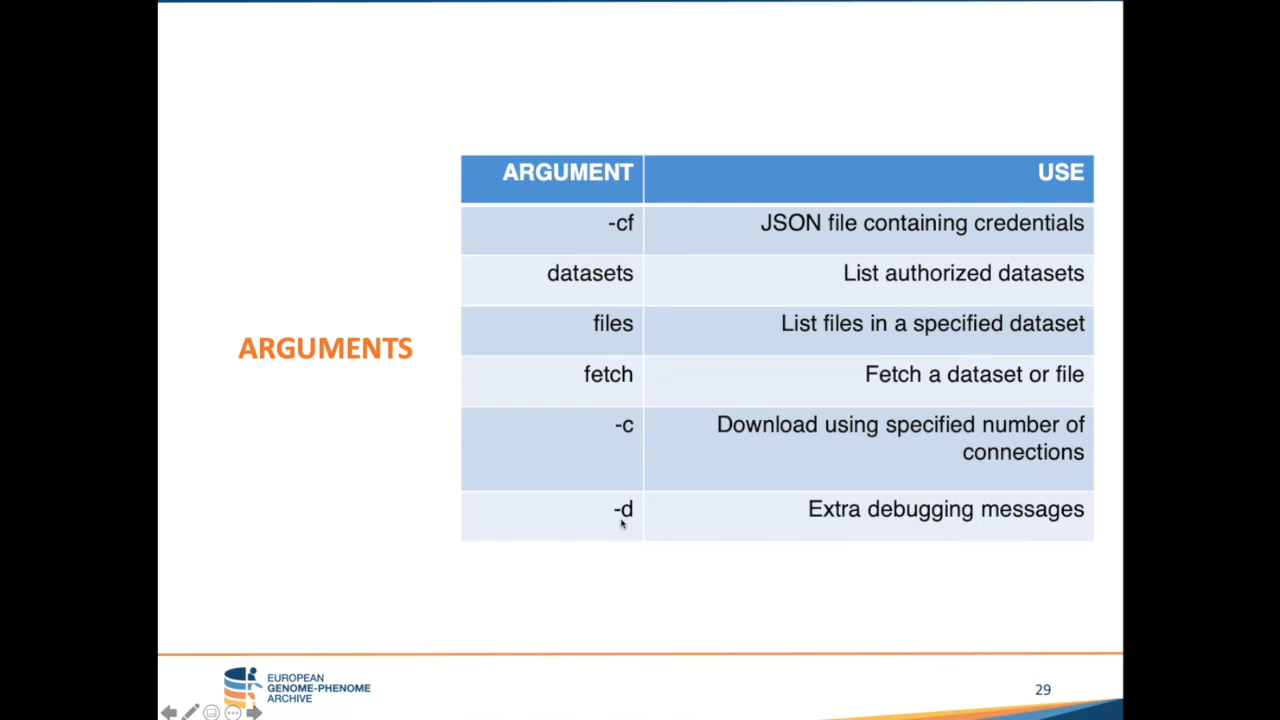 ARGUMENTS
ARGUMENT USE
-cf JSON file containing credentials
datasets List authorized datasets
files List files in a specified dataset
fetch Fetch a dataset or file
-c Download using specified number of
connections
-d Extra debugging messages
EUROPEAN
GENOME-PHENOME
ARCHIVE
29